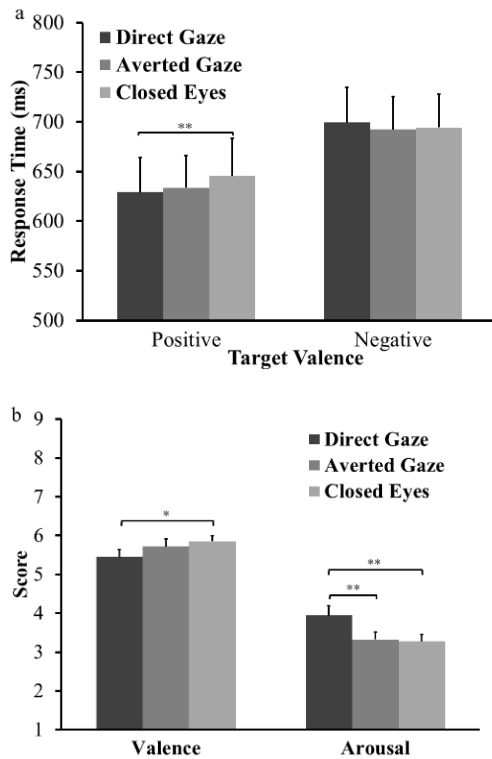 a
Direct Gaze
Averted Gaze
Closed Eyes
Response Time (ms)
800
750
700
650
600
550
500
**
Positive
Negative
Target Valence
b
Direct Gaze
Averted Gaze
Closed Eyes
Score
9
8
7
6
5
4
3
2
1
*
**
**
Valence
Arousal